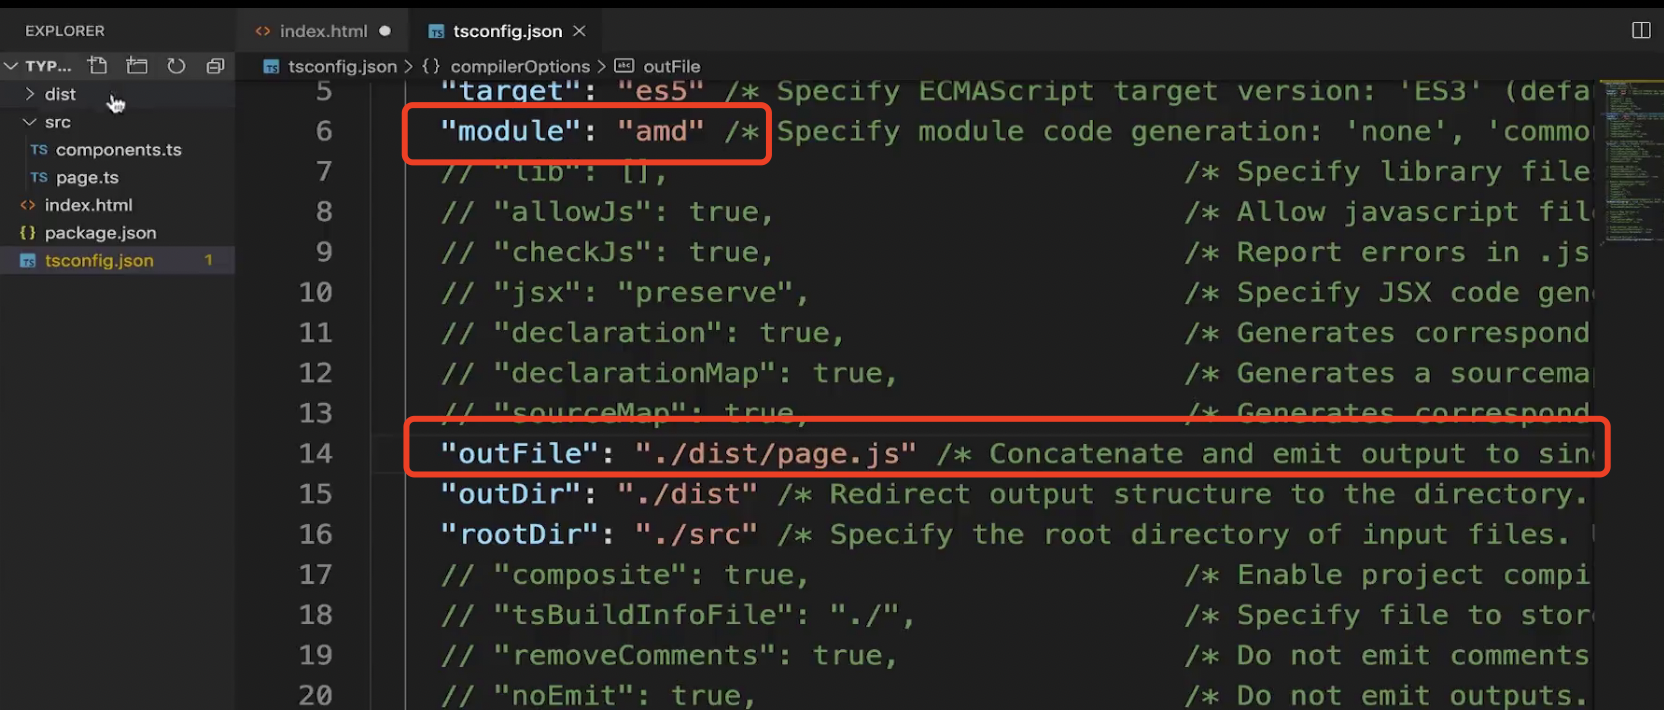 EXPLORER
index.html
tsconfig.json
TYP...
tsconfig.json > {} compilerOptions > outFile
dist
src
TS components.ts
TS page.ts
index.html
{} package.json
tsconfig.json 1
5 "target": "es5" /* Specify ECMAScript target version: 'ES3' (defa
6 "module": "amd" /* Specify module code generation: 'none', 'commo
7 // "lib": [], /* Specify library file
8 // "allowJs": true, /* Allow javascript fil
9 // "checkJs": true, /* Report errors in .js
10 // "jsx": "preserve", /* Specify JSX code gen
11 // "declaration": true, /* Generates correspond
12 // "declarationMap": true, /* Generates a sourcema
13 // "sourceMap": true, /* Generates correspond
14 "outFile": "./dist/page.js" /* Concatenate and emit output to sin
15 "outDir": "./dist" /* Redirect output structure to the directory.
16 "rootDir": "./src" /* Specify the root directory of input files.
17 // "composite": true, /* Enable project compi
18 // "tsBuildInfoFile": "./", /* Specify file to stor
19 // "removeComments": true, /* Do not emit comments
20 // "noEmit": true, /* Do not emit outputs.